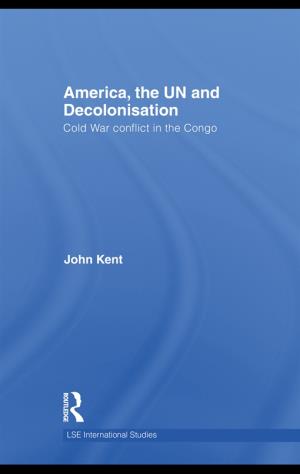 America, the UN and
Decolonisation
Cold War conflict in the Congo
John Kent
ROUTLEDGE
LSE International Studies